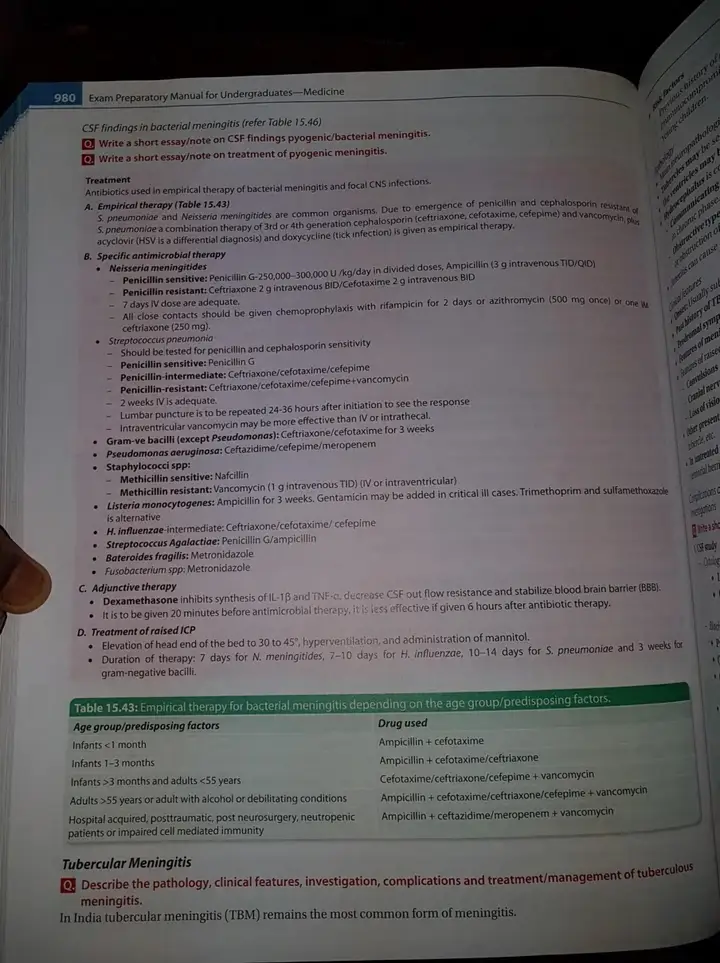 980 Exam Preparatory Manual for Undergraduates—Medicine
CSF findings in bacterial meningitis (refer Table 15.46)
Q. Write a short essay/note on CSF findings pyogenic/bacterial meningitis.
Q. Write a short essay/note on treatment of pyogenic meningitis.
Treatment
Antibiotics used in empirical therapy of bacterial meningitis and focal CNS infections.
A. Empirical therapy (Table 15.43)
S. pneumoniae and Neisseria meningitides are common organisms. Due to emergence of penicillin and cephalosporin resistant of
S. pneumoniae a combination therapy of 3rd or 4th generation cephalosporin (ceftriaxone, cefotaxime, cefepime) and vancomycin, plus
acyclovir (HSV is a differential diagnosis) and doxycycline (tick infection) is given as empirical therapy.
B. Specific antimicrobial therapy
• Neisseria meningitides
– Penicillin sensitive: Penicillin G-250,000–300,000 U /kg/day in divided doses, Ampicillin (3 g intravenous TID/QID)
– Penicillin resistant: Ceftriaxone 2 g intravenous BID/Cefotaxime 2 g intravenous BID
– 7 days IV dose are adequate.
– All close contacts should be given chemoprophylaxis with rifampicin for 2 days or azithromycin (500 mg once) or one IM
ceftriaxone (250 mg).
• Streptococcus pneumonia
– Should be tested for penicillin and cephalosporin sensitivity
– Penicillin sensitive: Penicillin G
– Penicillin-intermediate: Ceftriaxone/cefotaxime/cefepime
– Penicillin-resistant: Ceftriaxone/cefotaxime/cefepime+vancomycin
– 2 weeks IV is adequate.
– Lumbar puncture is to be repeated 24-36 hours after initiation to see the response
– Intraventricular vancomycin may be more effective than IV or intrathecal.
• Gram-ve bacilli (except Pseudomonas): Ceftriaxone/cefotaxime for 3 weeks
• Pseudomonas aeruginosa: Ceftazidime/cefepime/meropenem
• Staphylococci spp:
– Methicillin sensitive: Nafcillin
– Methicillin resistant: Vancomycin (1 g intravenous TID) (IV or intraventricular)
• Listeria monocytogenes: Ampicillin for 3 weeks. Gentamicin may be added in critical ill cases. Trimethoprim and sulfamethoxazole
is alternative
• H. influenzae-intermediate: Ceftriaxone/cefotaxime/ cefepime
• Streptococcus Agalactiae: Penicillin G/ampicillin
• Bateroides fragilis: Metronidazole
• Fusobacterium spp: Metronidazole
C. Adjunctive therapy
• Dexamethasone inhibits synthesis of IL-1β and TNF-α, decrease CSF out flow resistance and stabilize blood brain barrier (BBB).
• It is to be given 20 minutes before antimicrobial therapy, it is less effective if given 6 hours after antibiotic therapy.
D. Treatment of raised ICP
• Elevation of head end of the bed to 30 to 45°, hyperventilation, and administration of mannitol.
• Duration of therapy: 7 days for N. meningitides, 7–10 days for H. influenzae, 10–14 days for S. pneumoniae and 3 weeks for
gram-negative bacilli.
Table 15.43: Empirical therapy for bacterial meningitis depending on the age group/predisposing factors.
Age group/predisposing factors Drug used
Infants <1 month Ampicillin + cefotaxime
Infants 1–3 months Ampicillin + cefotaxime/ceftriaxone
Infants >3 months and adults <55 years Cefotaxime/ceftriaxone/cefepime + vancomycin
Adults >55 years or adult with alcohol or debilitating conditions Ampicillin + cefotaxime/ceftriaxone/cefepime + vancomycin
Hospital acquired, posttraumatic, post neurosurgery, neutropenic Ampicillin + ceftazidime/meropenem + vancomycin
patients or impaired cell mediated immunity
Tubercular Meningitis
Q. Describe the pathology, clinical features, investigation, complications and treatment/management of tuberculous
meningitis.
In India tubercular meningitis (TBM) remains the most common form of meningitis.
Risk factors
Previous history of
young children.